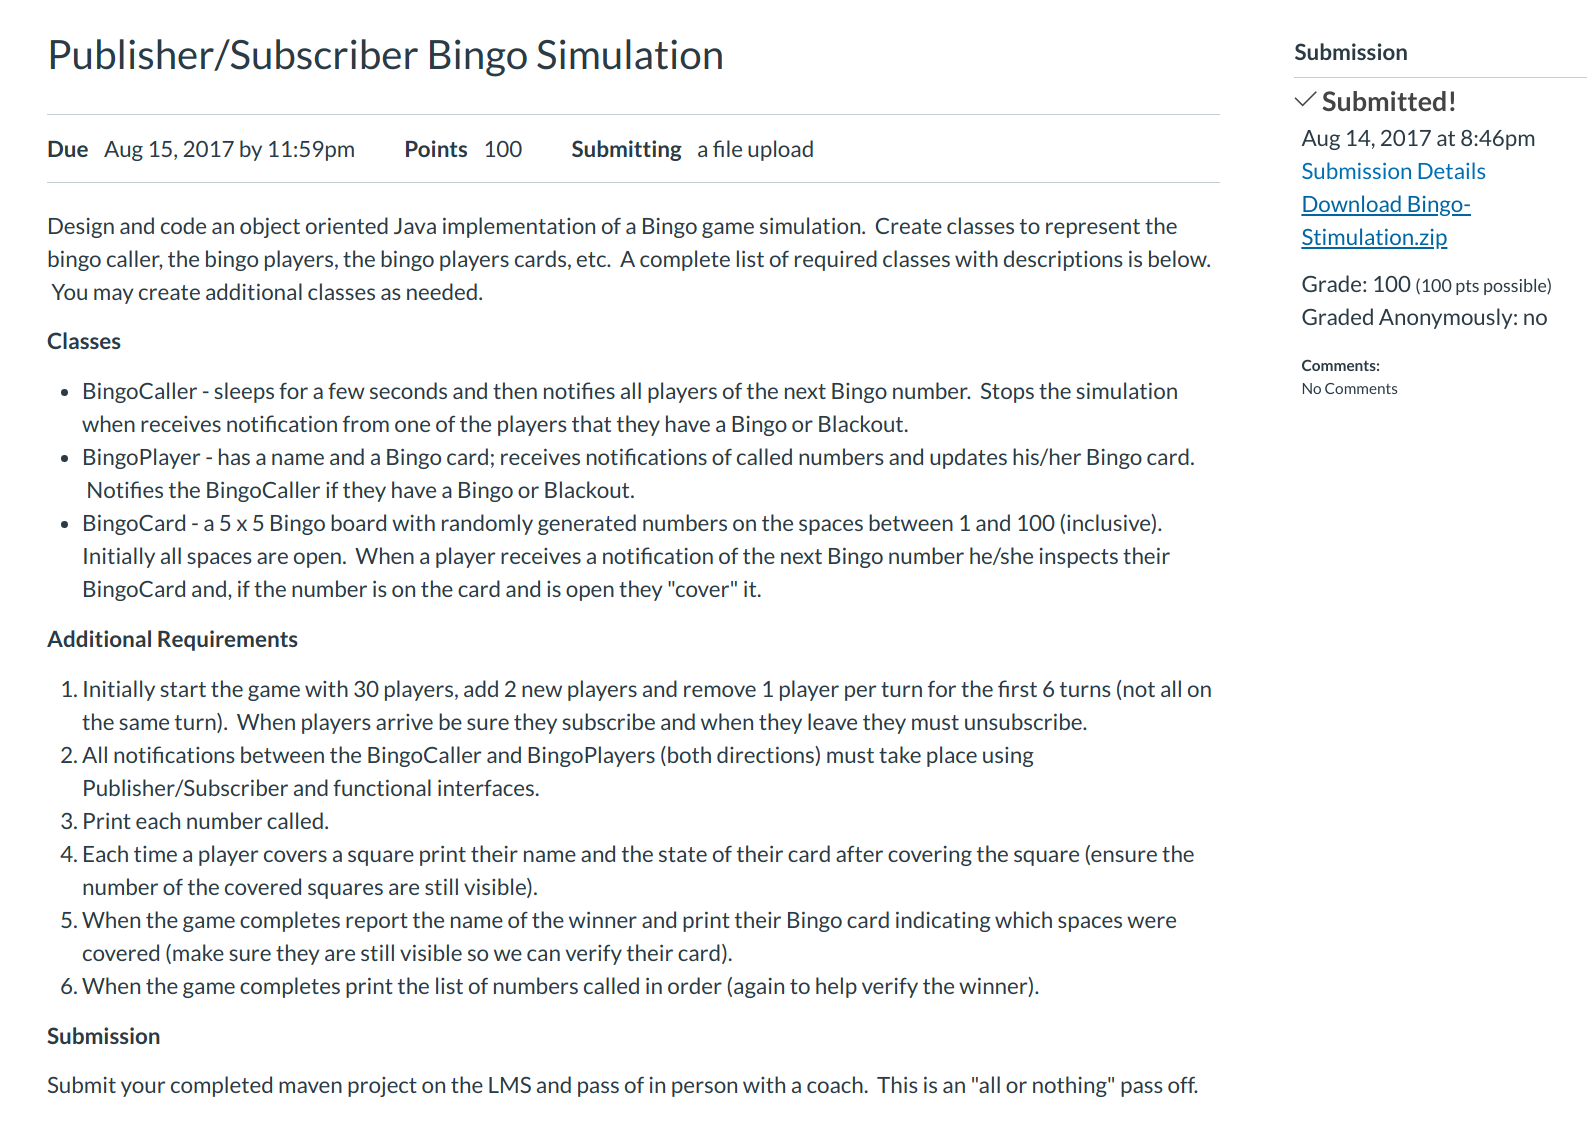 Publisher/Subscriber Bingo Simulation
Due Aug 15, 2017 by 11:59pm Points 100 Submitting a file upload
Design and code an object oriented Java implementation of a Bingo game simulation. Create classes to represent the
bingo caller, the bingo players, the bingo players cards, etc. A complete list of required classes with descriptions is below.
You may create additional classes as needed.
Classes
• BingoCaller - sleeps for a few seconds and then notifies all players of the next Bingo number. Stops the simulation
when receives notification from one of the players that they have a Bingo or Blackout.
• BingoPlayer - has a name and a Bingo card; receives notifications of called numbers and updates his/her Bingo card.
Notifies the BingoCaller if they have a Bingo or Blackout.
• BingoCard - a 5 x 5 Bingo board with randomly generated numbers on the spaces between 1 and 100 (inclusive).
Initially all spaces are open. When a player receives a notification of the next Bingo number he/she inspects their
BingoCard and, if the number is on the card and is open they "cover" it.
Additional Requirements
1. Initially start the game with 30 players, add 2 new players and remove 1 player per turn for the first 6 turns (not all on
the same turn). When players arrive be sure they subscribe and when they leave they must unsubscribe.
2. All notifications between the BingoCaller and BingoPlayers (both directions) must take place using
Publisher/Subscriber and functional interfaces.
3. Print each number called.
4. Each time a player covers a square print their name and the state of their card after covering the square (ensure the
number of the covered squares are still visible).
5. When the game completes report the name of the winner and print their Bingo card indicating which spaces were
covered (make sure they are still visible so we can verify their card).
6. When the game completes print the list of numbers called in order (again to help verify the winner).
Submission
Submit your completed maven project on the LMS and pass of in person with a coach. This is an "all or nothing" pass off.
Submission
✓ Submitted!
Aug 14, 2017 at 8:46pm
Submission Details
Download Bingo-
Stimulation.zip
Grade: 100 (100 pts possible)
Graded Anonymously: no
Comments:
No Comments